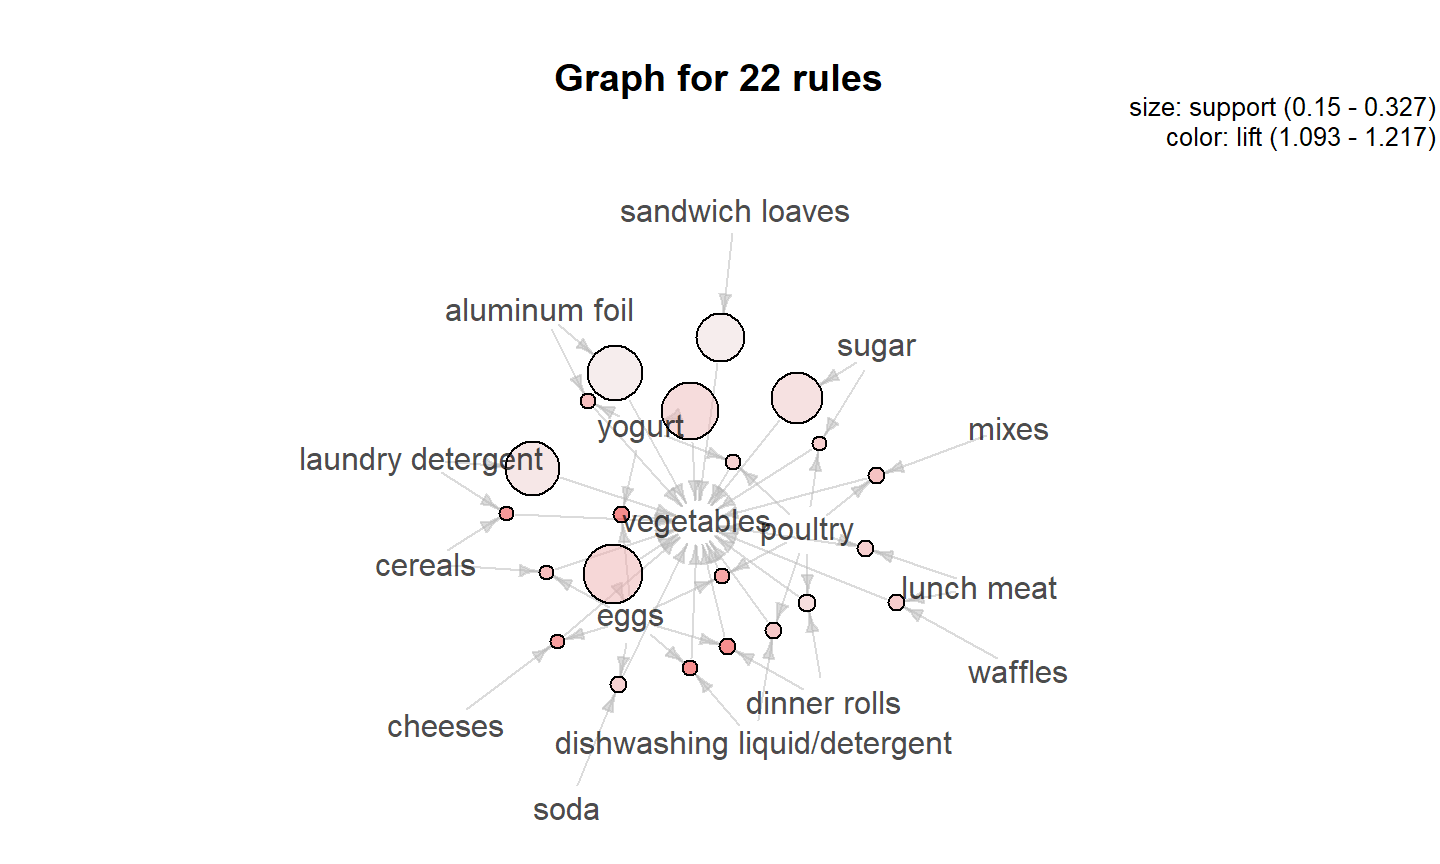 Graph for 22 rules
size: support (0.15 - 0.327)
color: lift (1.093 - 1.217)
sandwich loaves
aluminum foil
sugar
yogurt
mixes
laundry detergent
vegetables
poultry
cereals
lunch meat
eggs
waffles
dinner rolls
cheeses
dishwashing liquid/detergent
soda